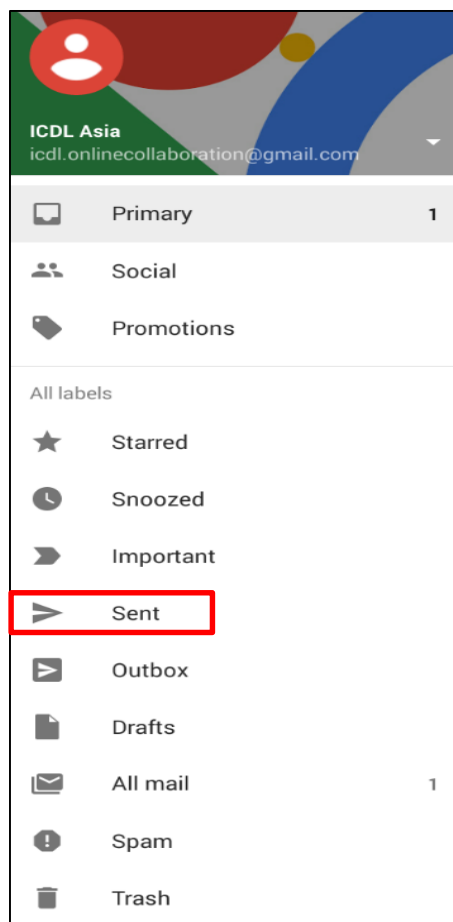 ICDL Asia
icdl.onlinecollaboration@gmail.com
Primary 1
Social
Promotions
All labels
Starred
Snoozed
Important
Sent
Outbox
Drafts
All mail 1
Spam
Trash